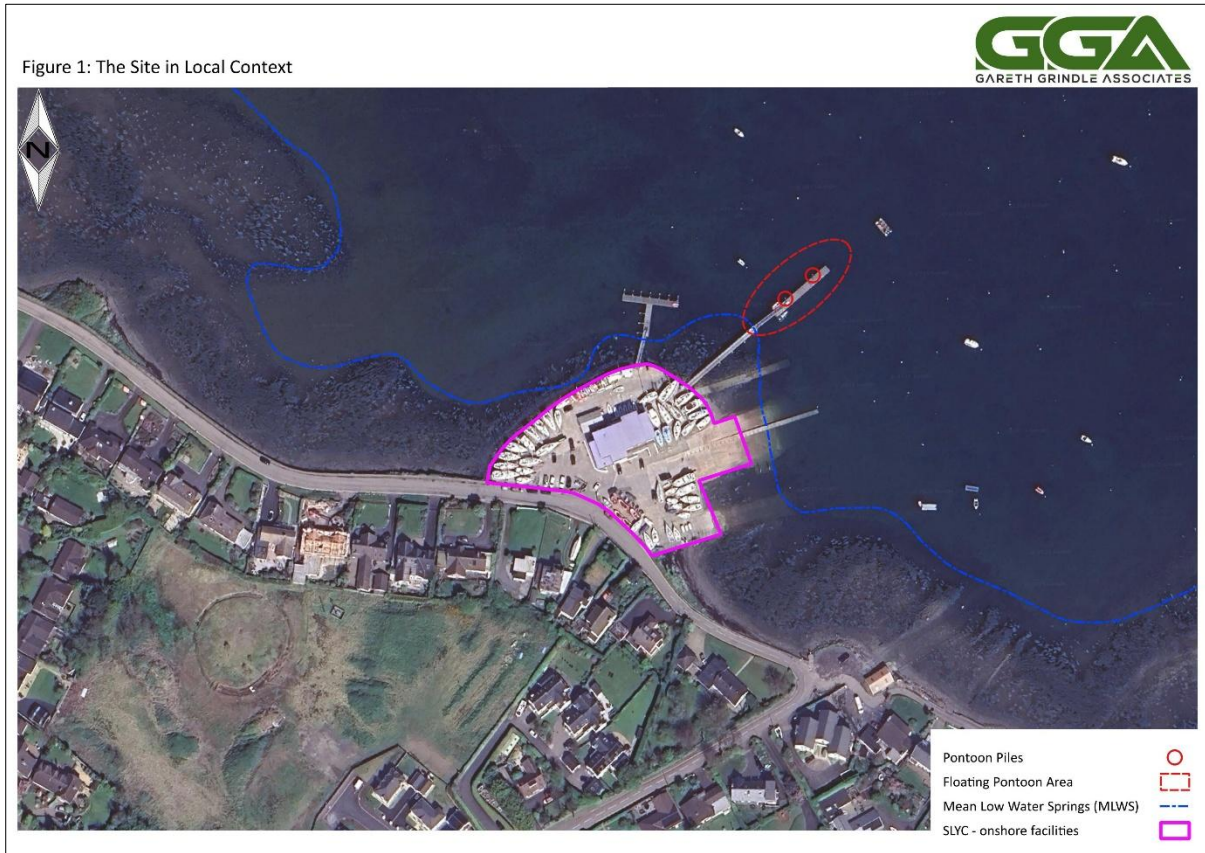 GGA
GARETH GRINDLE ASSOCIATES
Figure 1: The Site in Local Context
N
Pontoon Piles
Floating Pontoon Area
Mean Low Water Springs (MLWS)
SLYC - onshore facilities